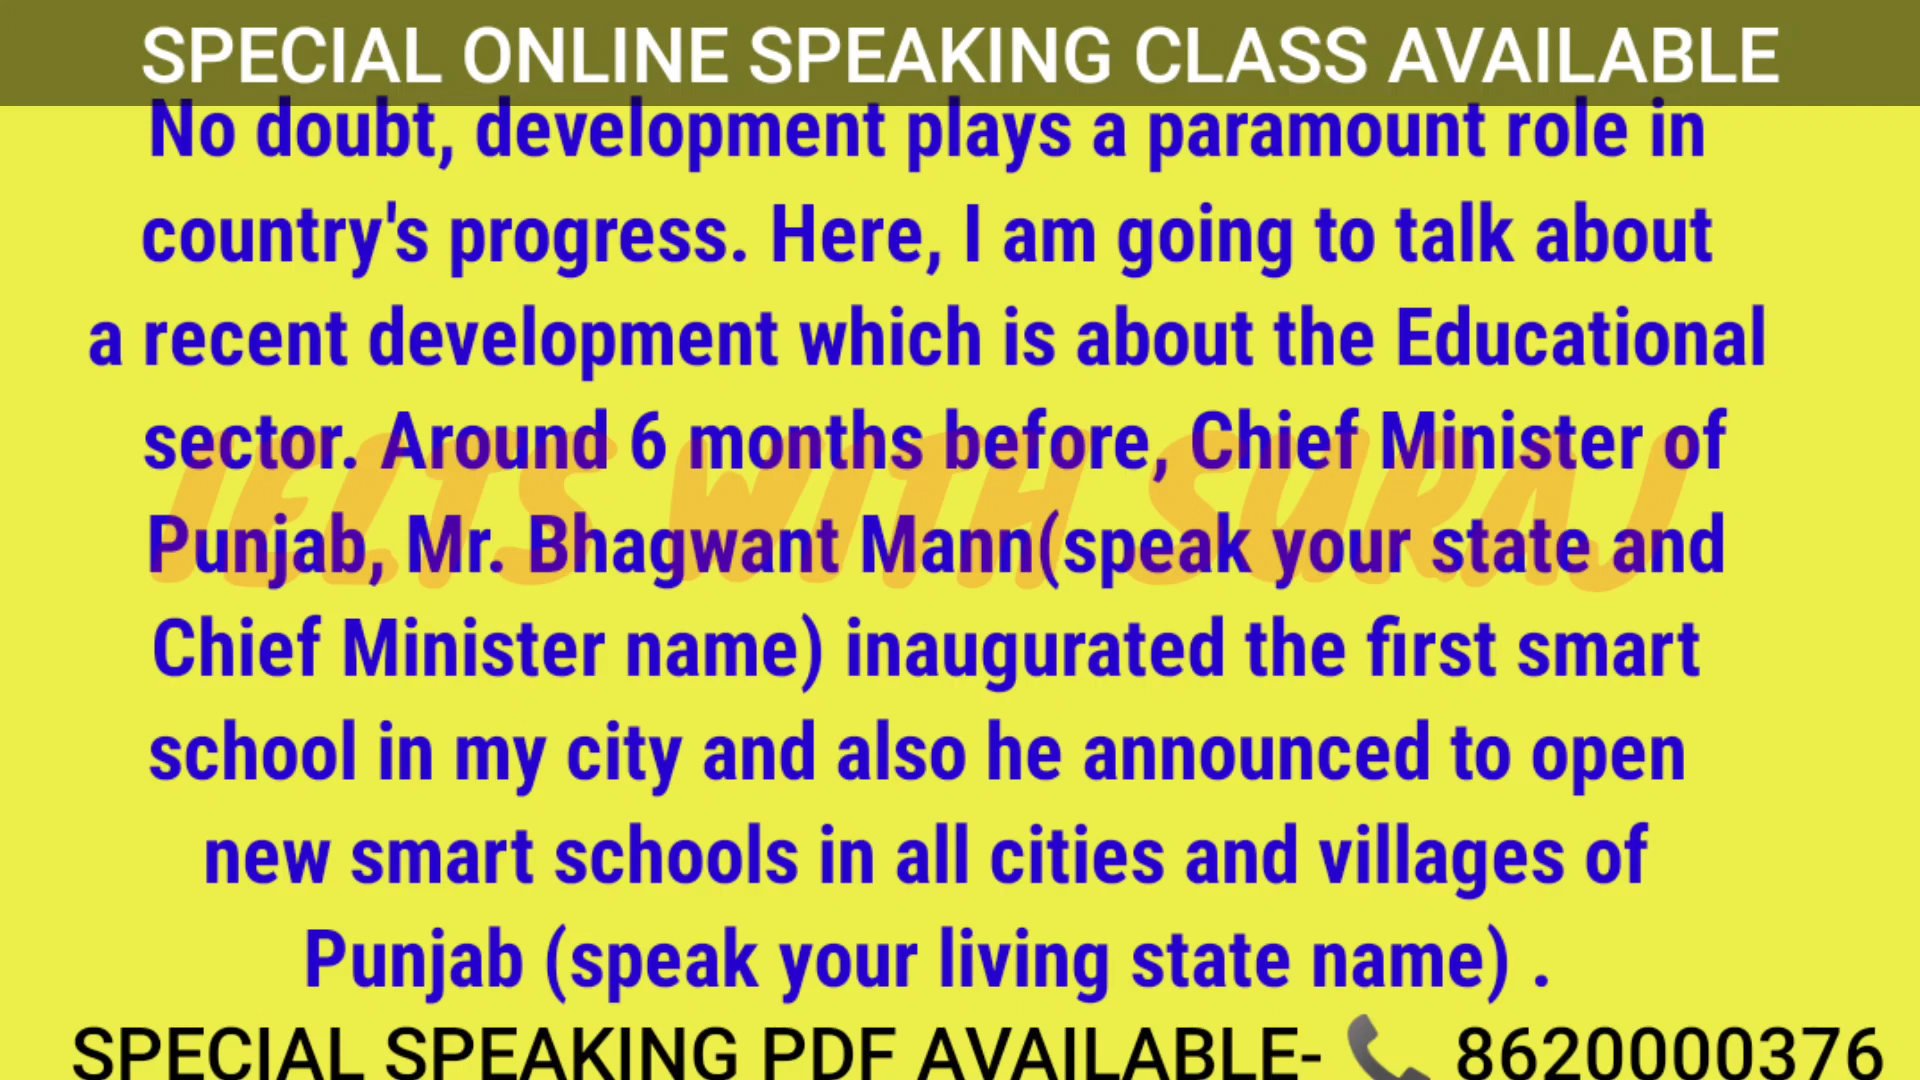 SPECIAL ONLINE SPEAKING CLASS AVAILABLE
No doubt, development plays a paramount role in
country's progress. Here, I am going to talk about
a recent development which is about the Educational
sector. Around 6 months before, Chief Minister of
IELTS WITH SURAJ
Punjab, Mr. Bhagwant Mann(speak your state and
Chief Minister name) inaugurated the first smart
school in my city and also he announced to open
new smart schools in all cities and villages of
Punjab (speak your living state name) .
SPECIAL SPEAKING PDF AVAILABLE- 📞 8620000376